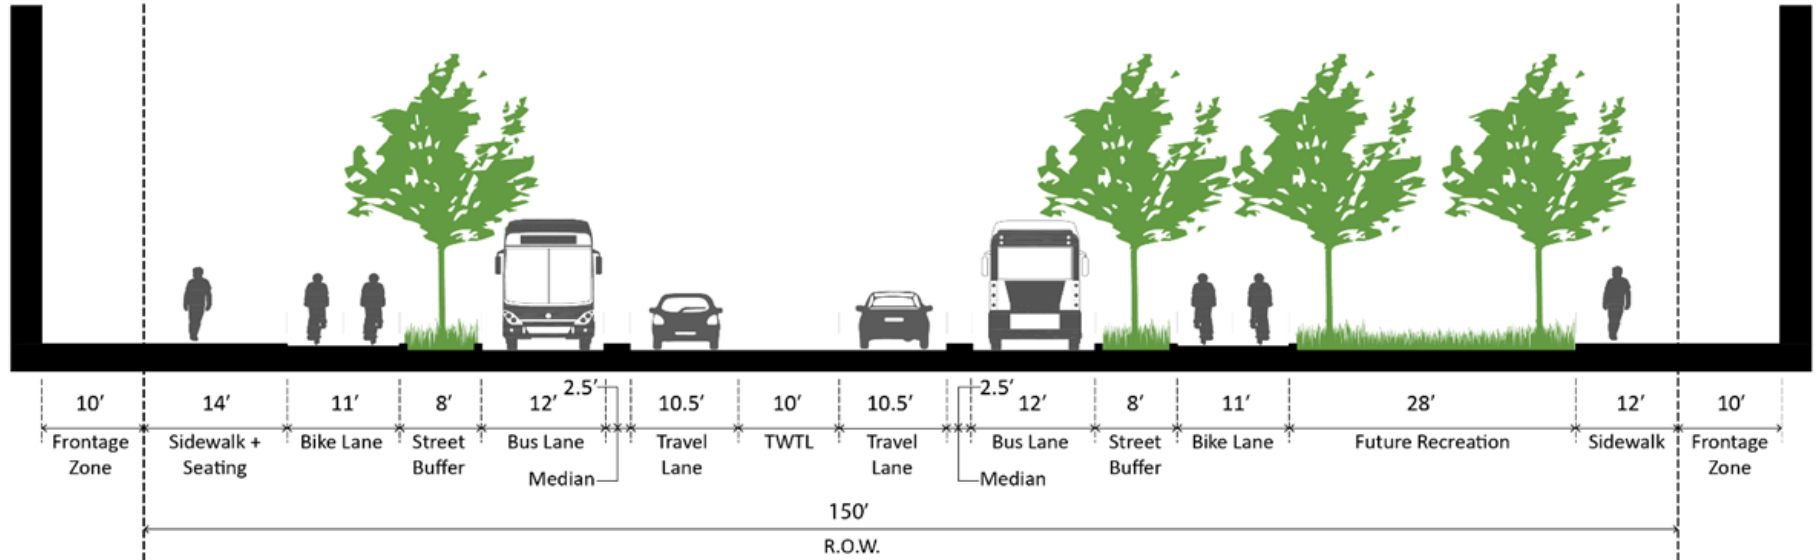 10’ 14’ 11’ 8’ 12’ 2.5’ 10.5’ 10’ 10.5’ 2.5’ 12’ 8’ 11’ 28’ 12’ 10’
Frontage Sidewalk + Bike Lane Street Bus Lane Travel TWTL Travel Bus Lane Street Bike Lane Future Recreation Sidewalk Frontage
Zone Seating Buffer Lane Lane Buffer Zone
Median Median
150’
R.O.W.